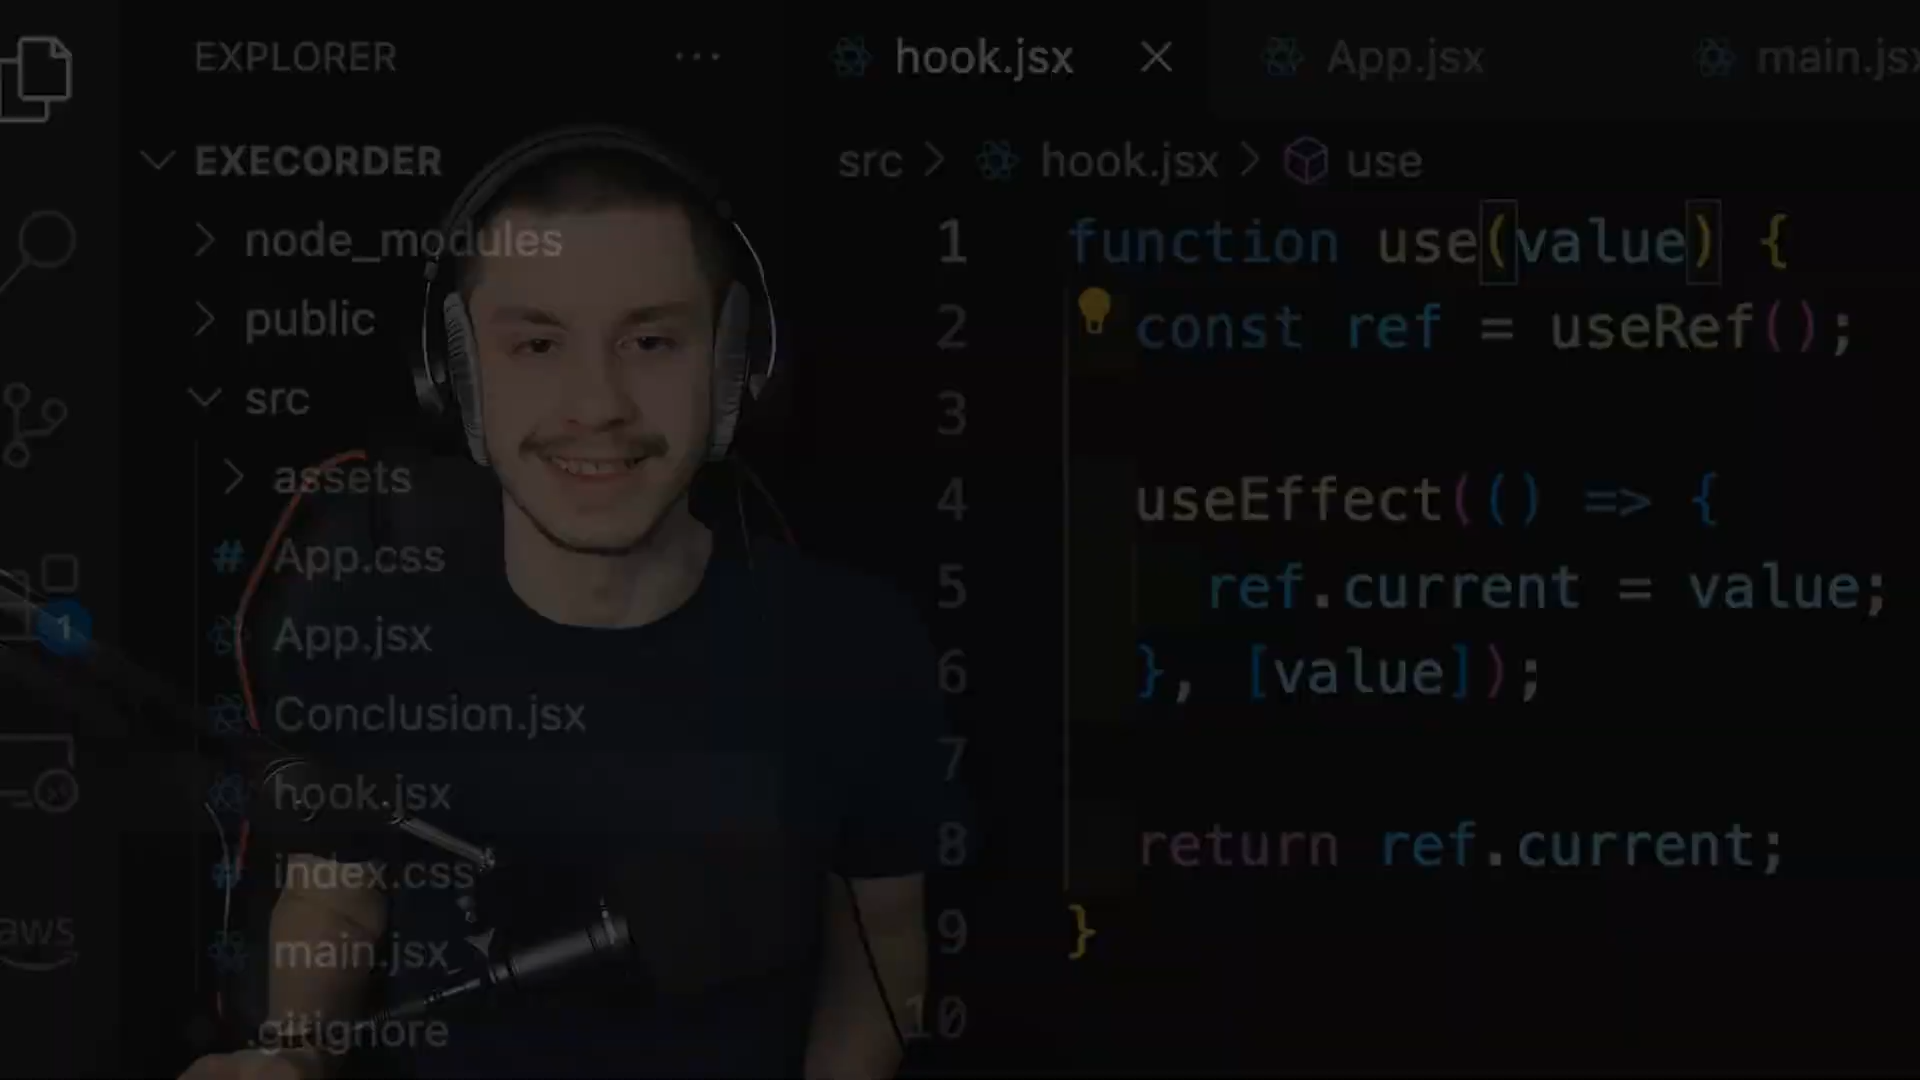 EXPLORER
hook.jsx
App.jsx
main.jsx
EXECORDER
src > hook.jsx > use
node_modules
public
src
assets
App.css
App.jsx
Conclusion.jsx
hook.jsx
index.css
main.jsx
.gitignore
1
aws
1 function use(value) {
2 const ref = useRef();
3
4 useEffect(() => {
5 ref.current = value;
6 }, [value]);
7
8 return ref.current;
9 }
10